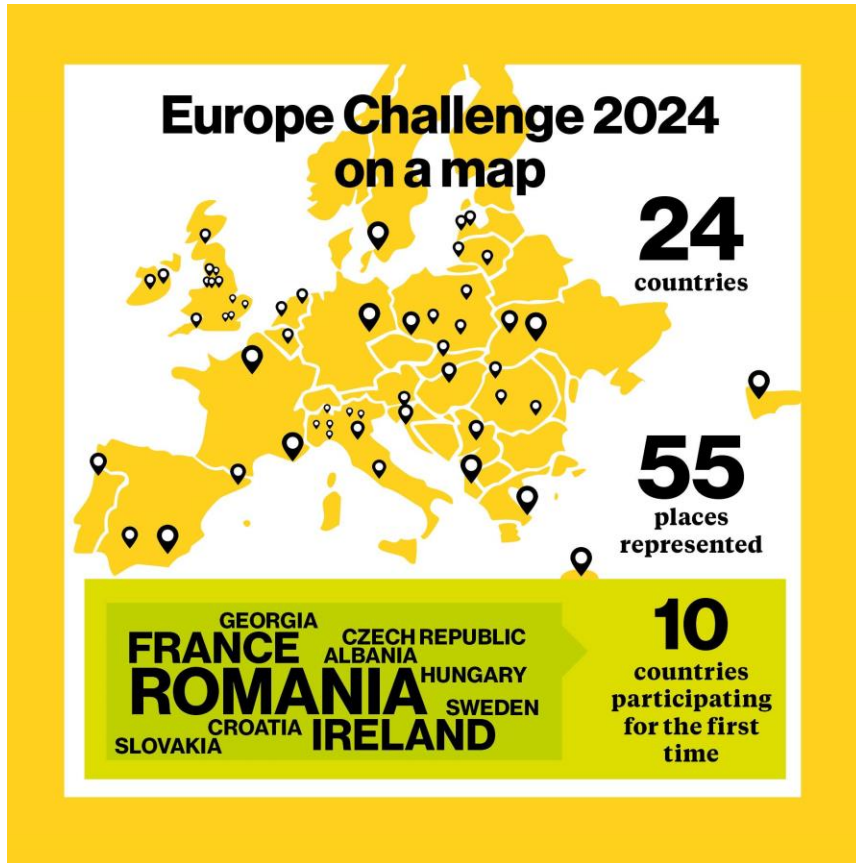 Europe Challenge 2024
on a map
24
countries
55
places
represented
GEORGIA
FRANCE
CZECH REPUBLIC
ALBANIA
ROMANIA
HUNGARY
SWEDEN
CROATIA
IRELAND
SLOVAKIA
10
countries
participating
for the first
time